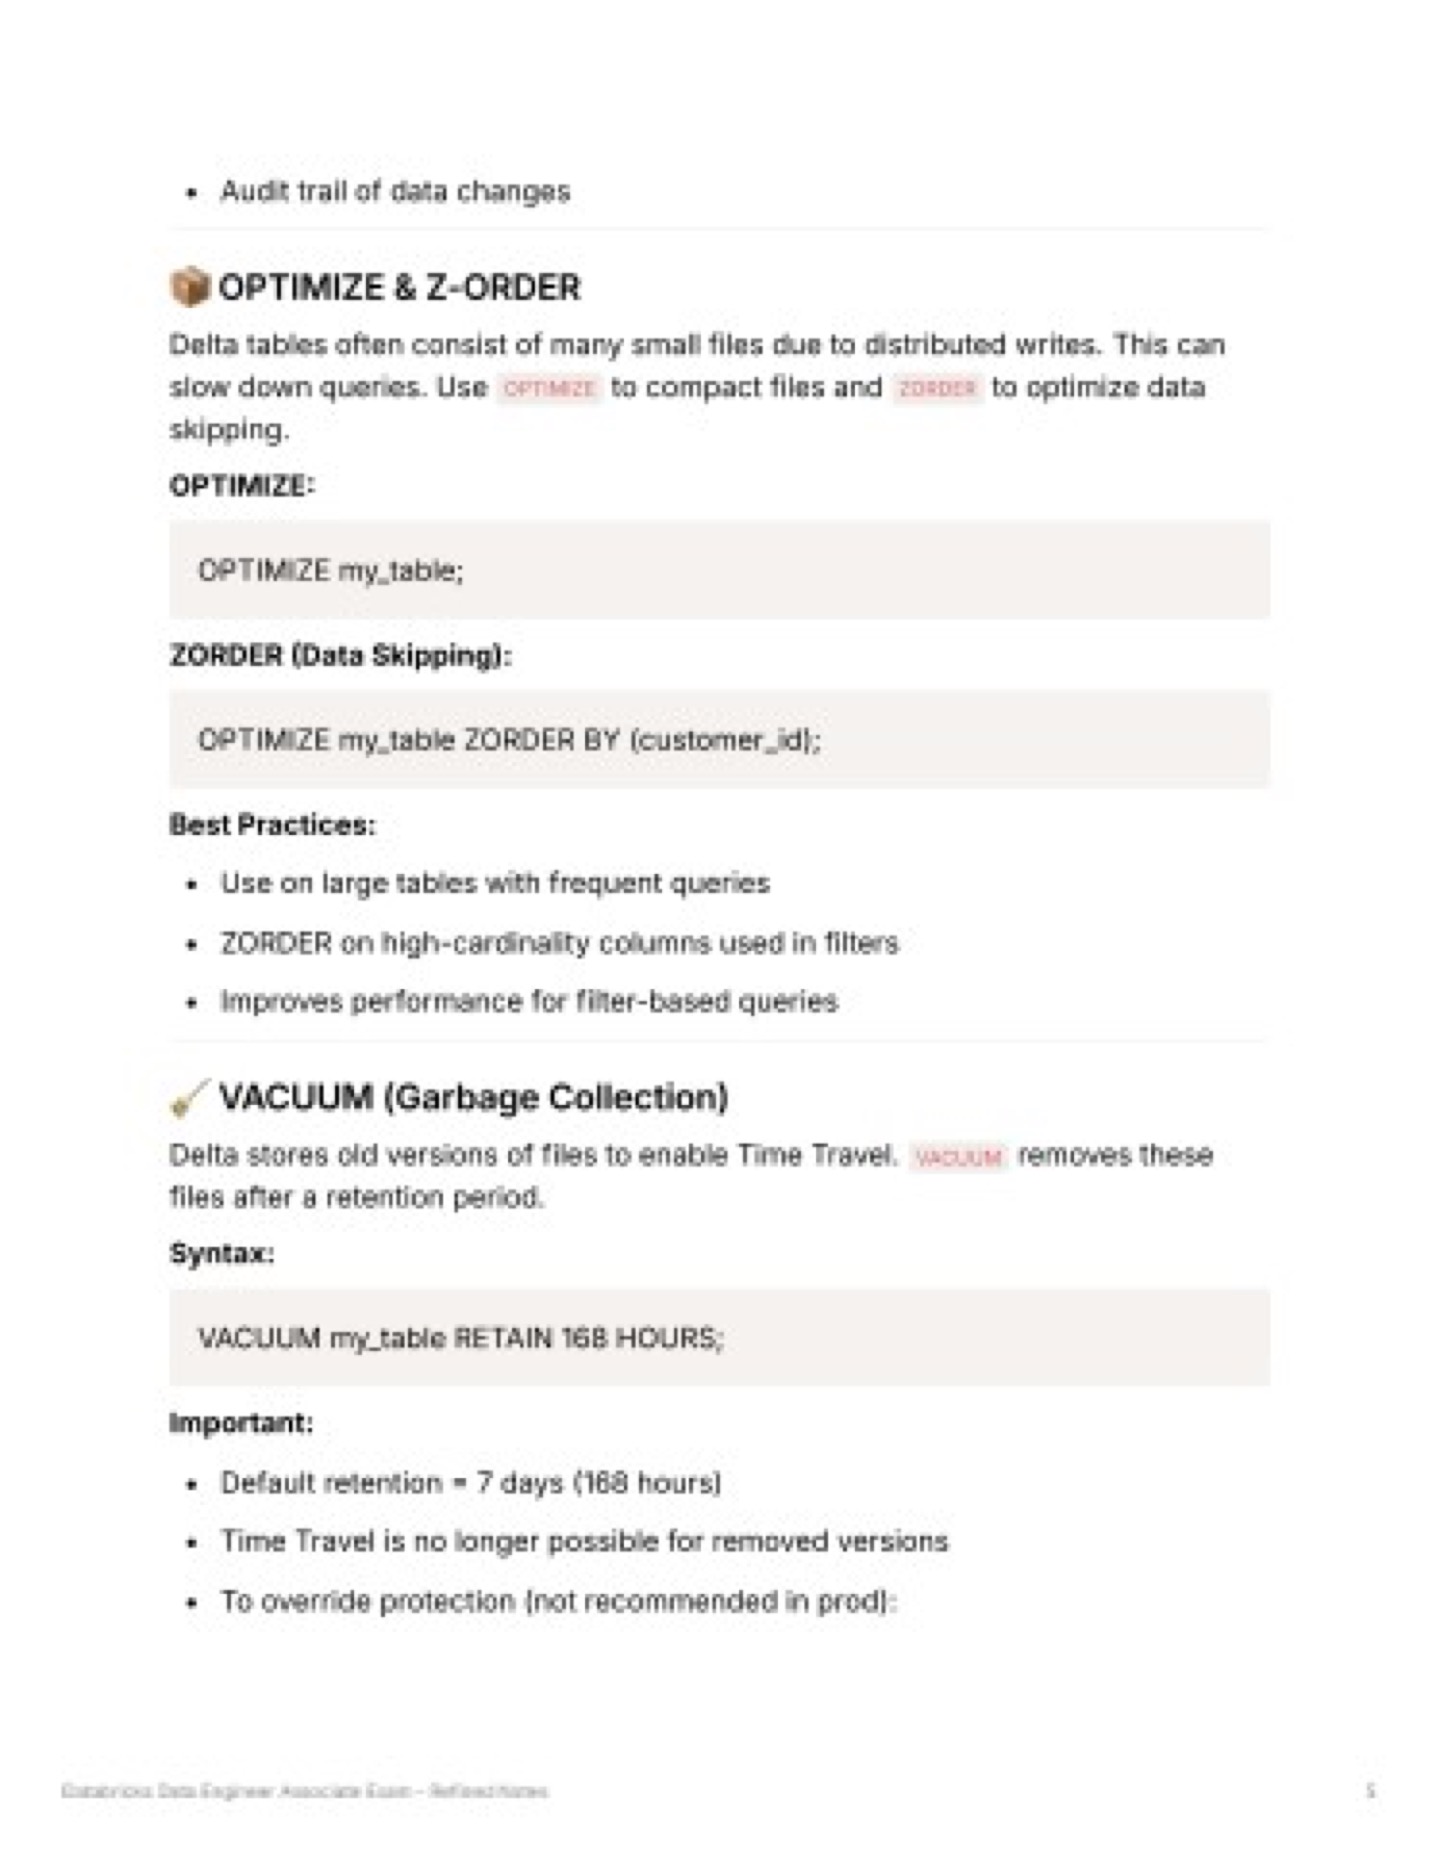 • Audit trail of data changes
OPTIMIZE & Z-ORDER
Delta tables often consist of many small files due to distributed writes. This can
slow down queries. Use OPTIMIZE to compact files and ZORDER to optimize data
skipping.
OPTIMIZE:
OPTIMIZE my_table;
ZORDER (Data Skipping):
OPTIMIZE my_table ZORDER BY (customer_id);
Best Practices:
• Use on large tables with frequent queries
• ZORDER on high-cardinality columns used in filters
• Improves performance for filter-based queries
VACUUM (Garbage Collection)
Delta stores old versions of files to enable Time Travel. VACUUM removes these
files after a retention period.
Syntax:
VACUUM my_table RETAIN 168 HOURS;
Important:
• Default retention = 7 days (168 hours)
• Time Travel is no longer possible for removed versions
• To override protection (not recommended in prod):
Databricks Data Engineer Associate Exam – Refined Notes
5